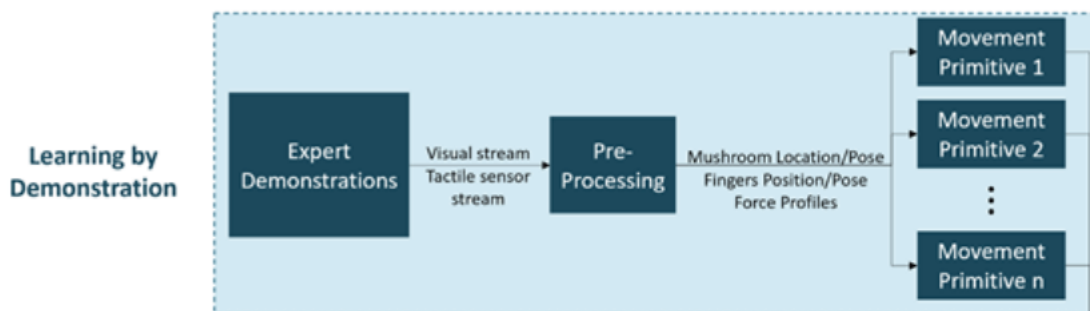 Learning by
Demonstration
Expert
Demonstrations
Visual stream
Tactile sensor
stream
Pre-
Processing
Mushroom Location/Pose
Fingers Position/Pose
Force Profiles
Movement
Primitive 1
Movement
Primitive 2
Movement
Primitive n